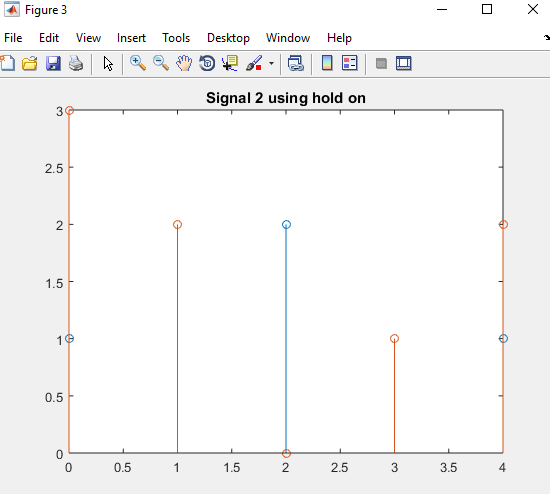 Figure 3
File Edit View Insert Tools Desktop Window Help
Signal 2 using hold on
3
2.5
2
1.5
1
0.5
0
0 0.5 1 1.5 2 2.5 3 3.5 4